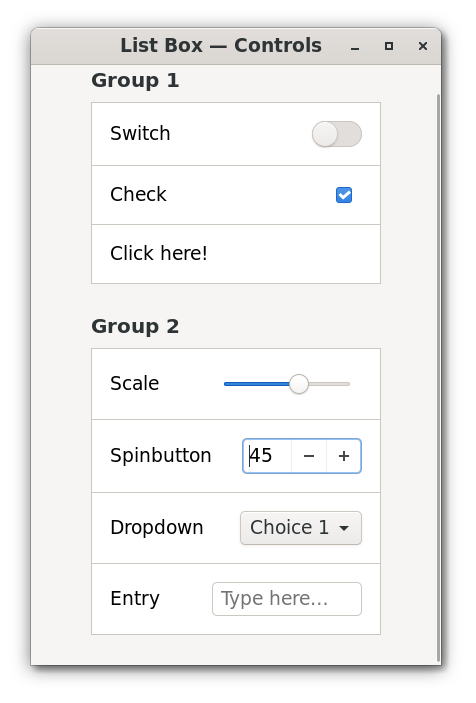 List Box — Controls
Group 1
Switch
Check
Click here!
Group 2
Scale
Spinbutton 45
Dropdown Choice 1
Entry Type here...